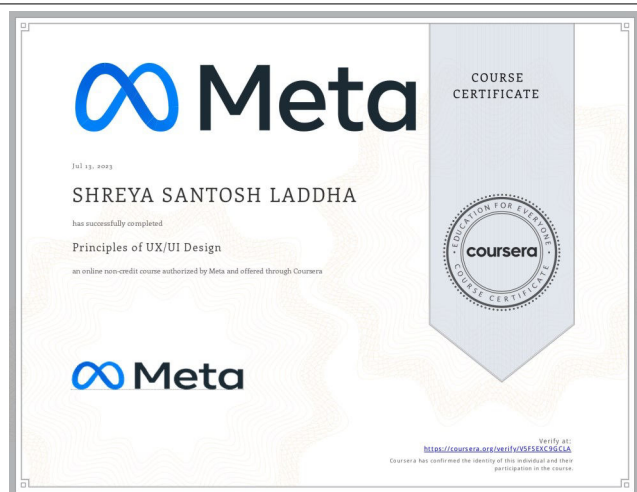 Meta
COURSE
CERTIFICATE
Jul 13, 2023
SHREYA SANTOSH LADDHA
has successfully completed
Principles of UX/UI Design
an online non-credit course authorized by Meta and offered through Coursera
EDUCATION FOR EVERYONE
coursera
COURSE CERTIFICATE
Meta
Verify at:
https://coursera.org/verify/V5FSEXC9GCLA
Coursera has confirmed the identity of this individual and their
participation in the course.